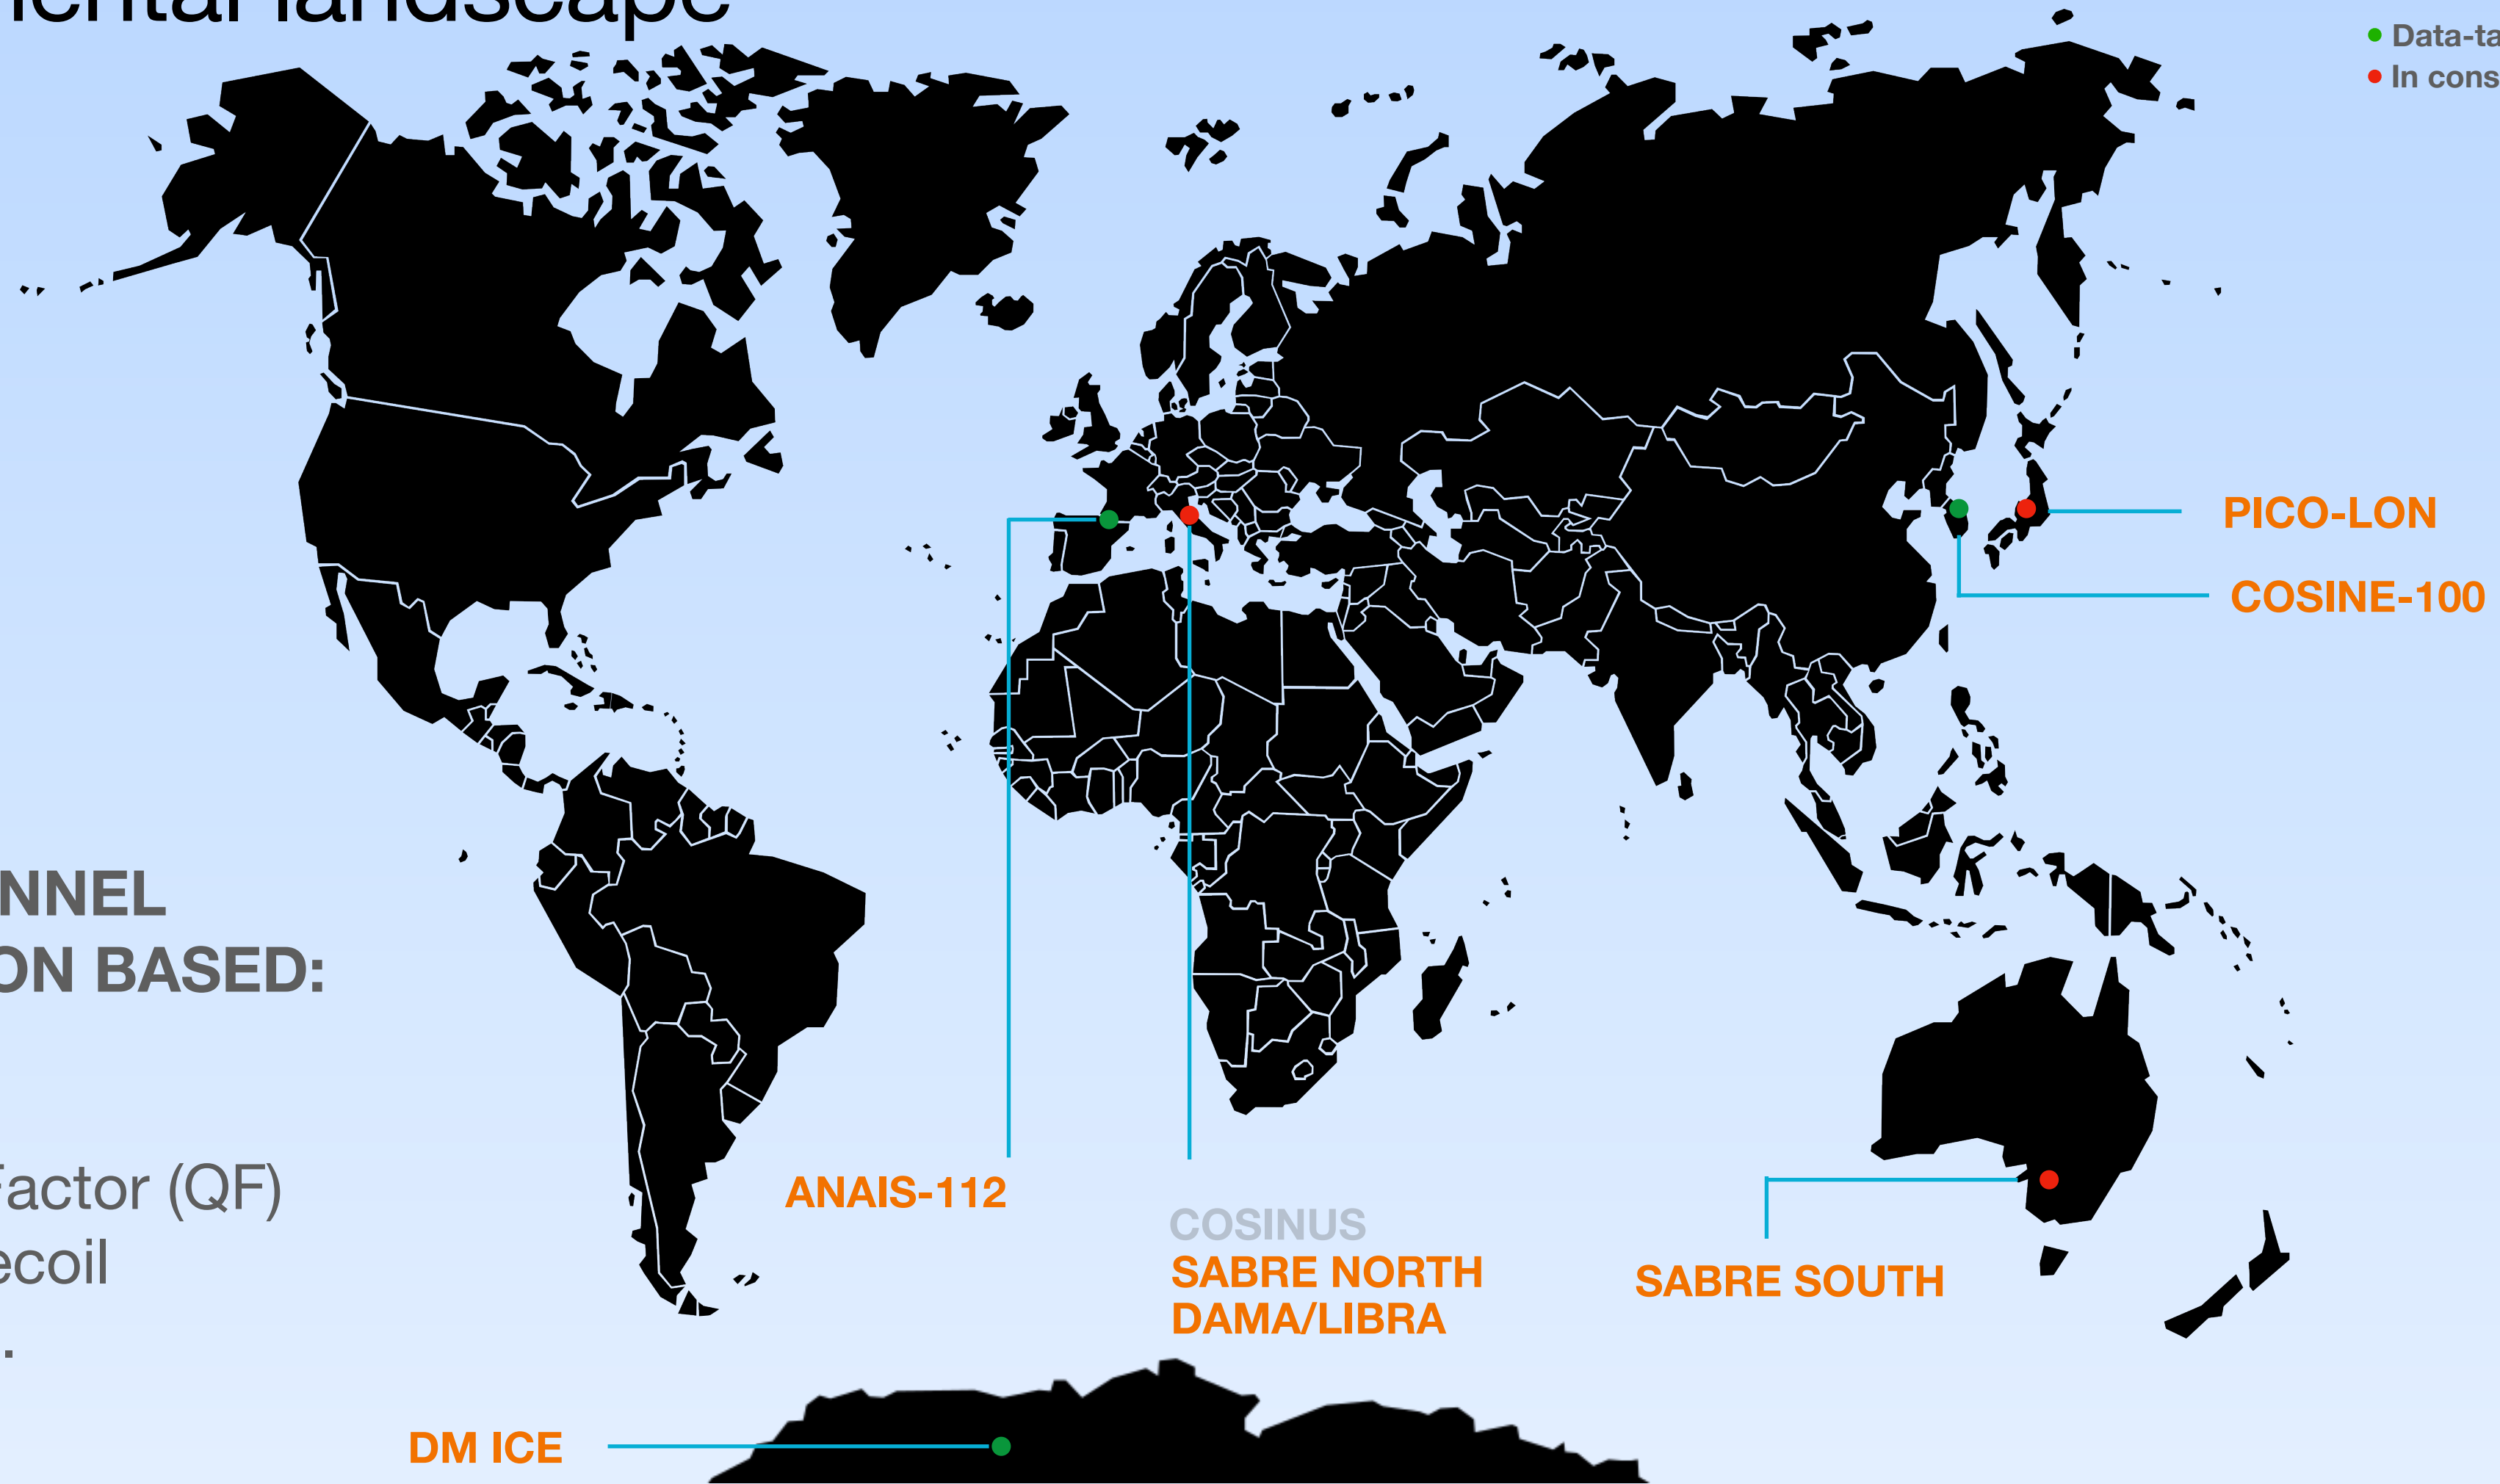 landscape
Data-ta
In cons
PICO-LON
COSINE-100
NNEL
ON BASED:
Factor (QF)
ecoil
.
ANAIS-112
COSINUS
SABRE NORTH
DAMA/LIBRA
SABRE SOUTH
DM ICE